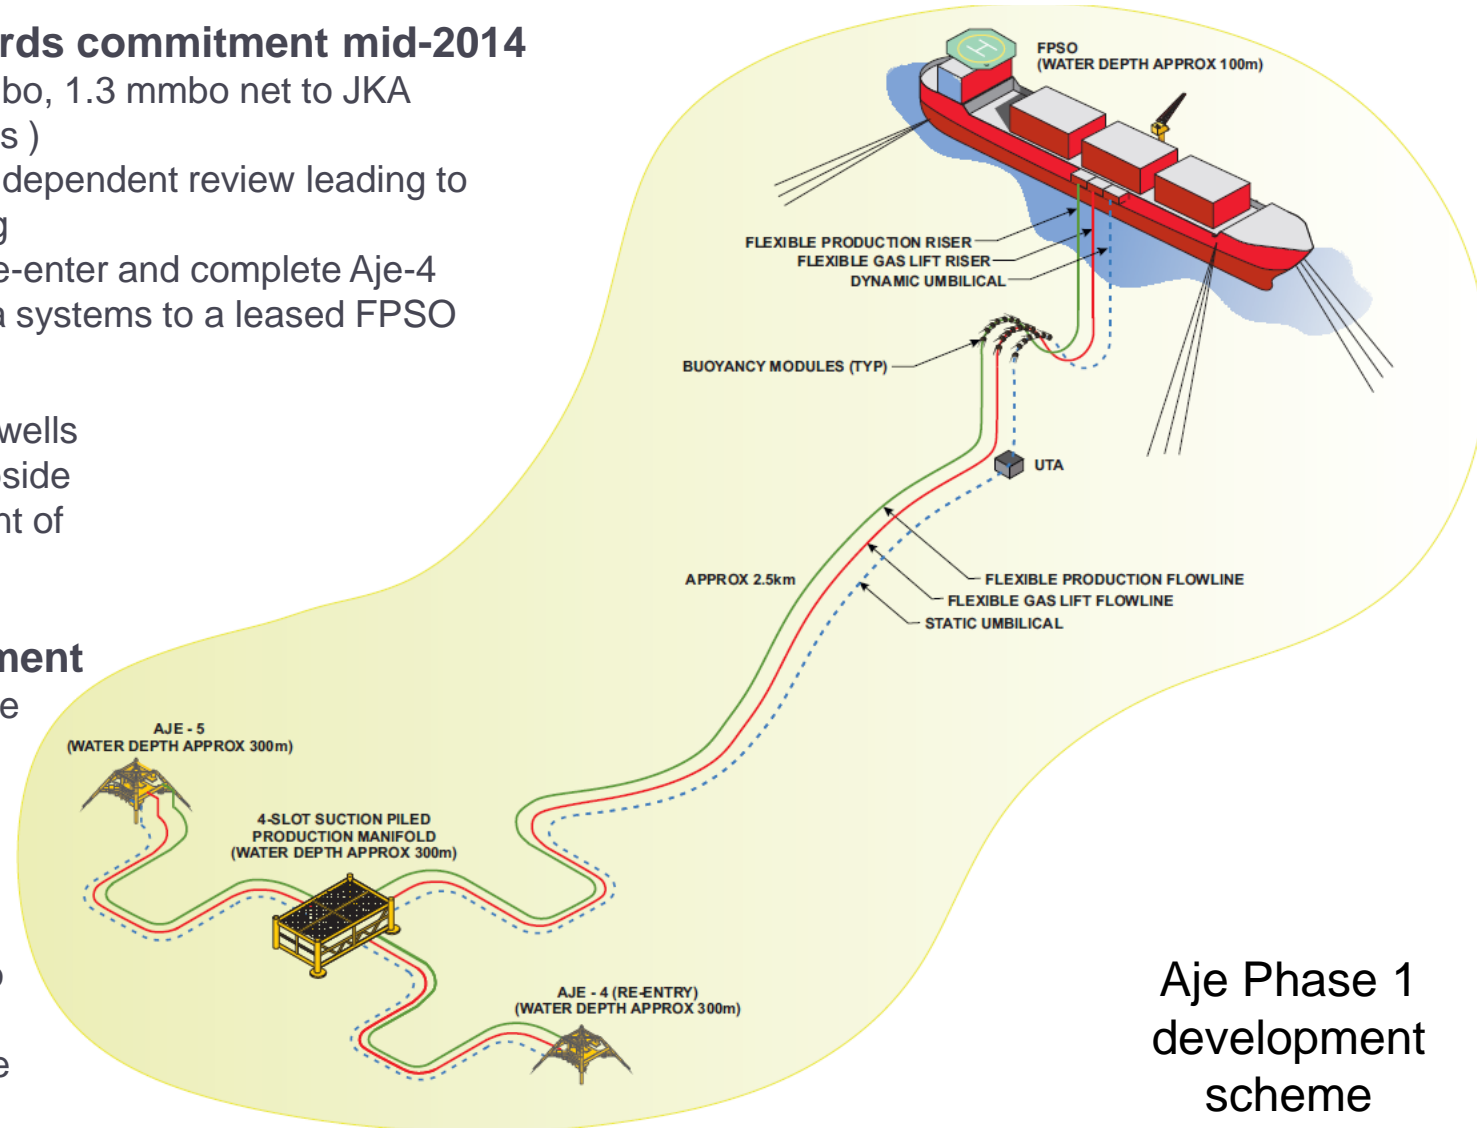 rds commitment mid-2014
bo, 1.3 mmbo net to JKA
s )
dependent review leading to
g
e-enter and complete Aje-4
a systems to a leased FPSO
wells
side
nt of
ment
e
o
e
FPSO
(WATER DEPTH APPROX 100m)
FLEXIBLE PRODUCTION RISER
FLEXIBLE GAS LIFT RISER
DYNAMIC UMBILICAL
BUOYANCY MODULES (TYP)
UTA
APPROX 2.5km
FLEXIBLE PRODUCTION FLOWLINE
FLEXIBLE GAS LIFT FLOWLINE
STATIC UMBILICAL
AJE - 5
(WATER DEPTH APPROX 300m)
4-SLOT SUCTION PILED
PRODUCTION MANIFOLD
(WATER DEPTH APPROX 300m)
AJE - 4 (RE-ENTRY)
(WATER DEPTH APPROX 300m)
H
Aje Phase 1
development
scheme